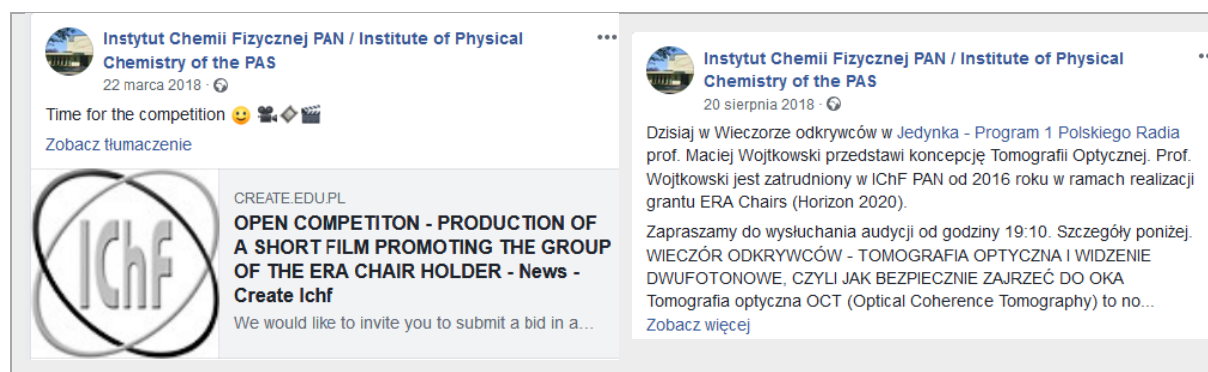 Instytut Chemii Fizycznej PAN / Institute of Physical
Chemistry of the PAS
22 marca 2018 ·
Time for the competition
Zobacz tłumaczenie
IChF
CREATE.EDU.PL
OPEN COMPETITON - PRODUCTION OF
A SHORT FILM PROMOTING THE GROUP
OF THE ERA CHAIR HOLDER - News -
Create Ichf
We would like to invite you to submit a bid in a...
Instytut Chemii Fizycznej PAN / Institute of Physical
Chemistry of the PAS
20 sierpnia 2018 ·
Dzisiaj w Wieczorze odkrywców w Jedynka - Program 1 Polskiego Radia
prof. Maciej Wojtkowski przedstawi koncepcję Tomografii Optycznej. Prof.
Wojtkowski jest zatrudniony w IChF PAN od 2016 roku w ramach realizacji
grantu ERA Chairs (Horizon 2020).
Zapraszamy do wysłuchania audycji od godziny 19:10. Szczegóły poniżej.
WIECZÓR ODKRYWCÓW - TOMOGRAFIA OPTYCZNA I WIDZENIE
DWUFOTONOWE, CZYLI JAK BEZPIECZNIE ZAJRZEĆ DO OKA
Tomografia optyczna OCT (Optical Coherence Tomography) to no...
Zobacz więcej